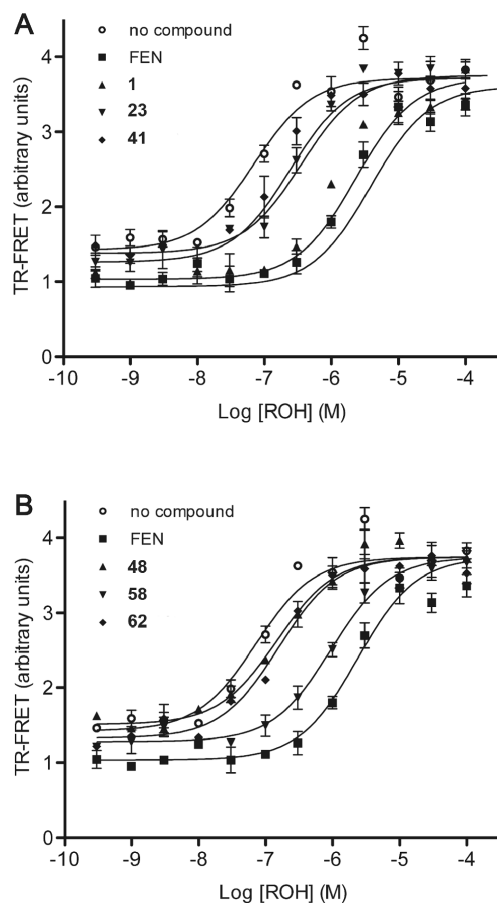 A
no compound
FEN
1
23
41
TR-FRET (arbitrary units)
4
3
2
1
0
-10 -9 -8 -7 -6 -5 -4
Log [ROH] (M)
B
no compound
FEN
48
58
62
TR-FRET (arbitrary units)
4
3
2
1
0
-10 -9 -8 -7 -6 -5 -4
Log [ROH] (M)